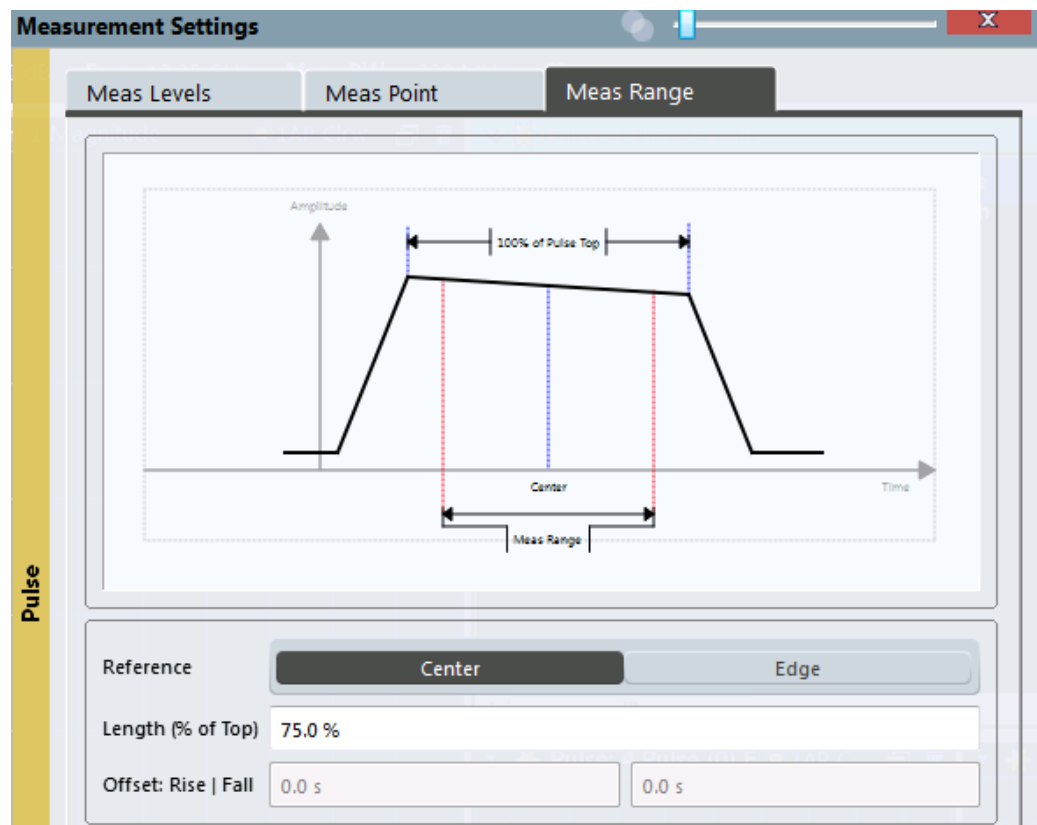 Measurement Settings
X
Meas Levels
Meas Point
Meas Range
Amplitude
100% of Pulse Top
Center
Time
Meas Range
Pulse
Reference
Center
Edge
Length (% of Top)
75.0 %
Offset: Rise | Fall
0.0 s
0.0 s